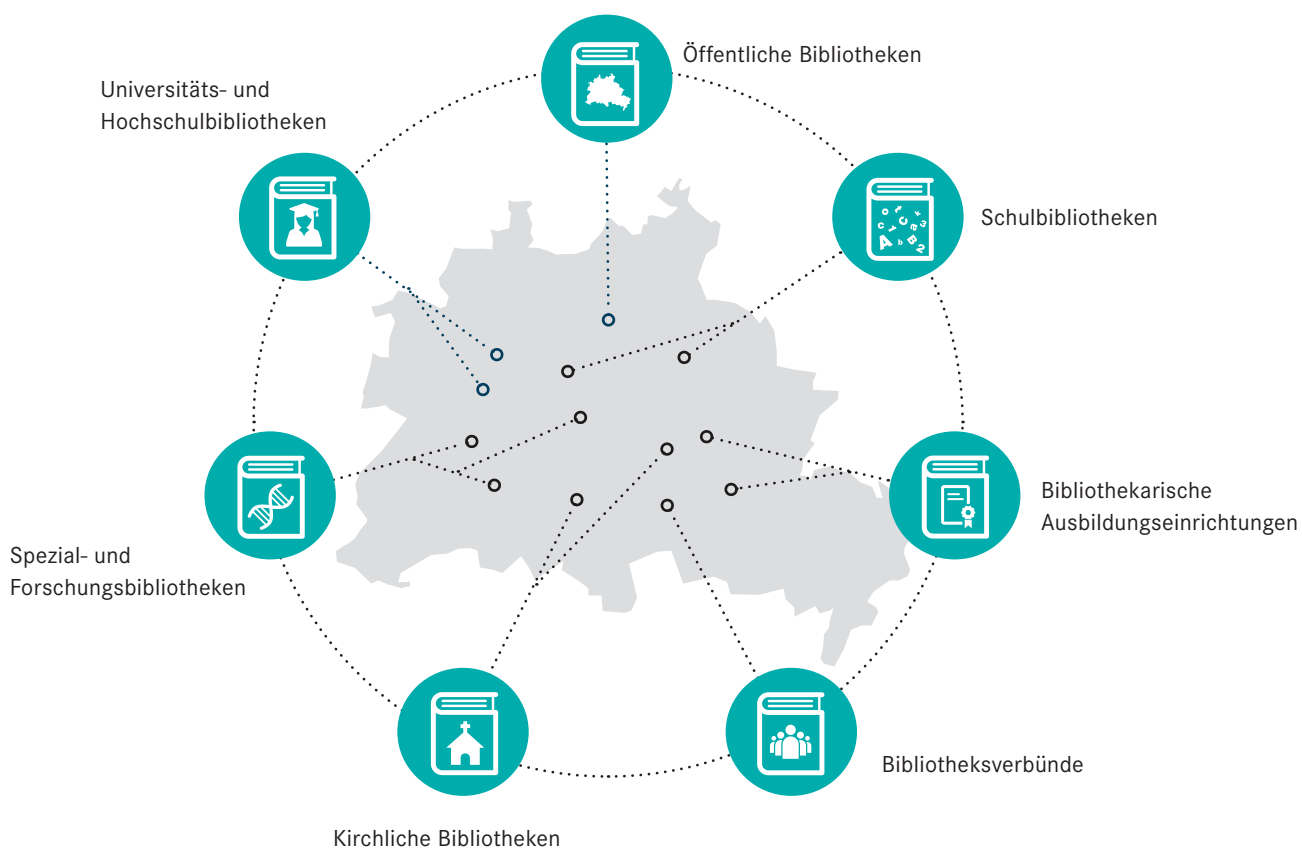 Öffentliche Bibliotheken
Universitäts- und
Hochschulbibliotheken
Schulbibliotheken
Bibliothekarische
Ausbildungseinrichtungen
Spezial- und
Forschungsbibliotheken
Bibliotheksverbünde
Kirchliche Bibliotheken